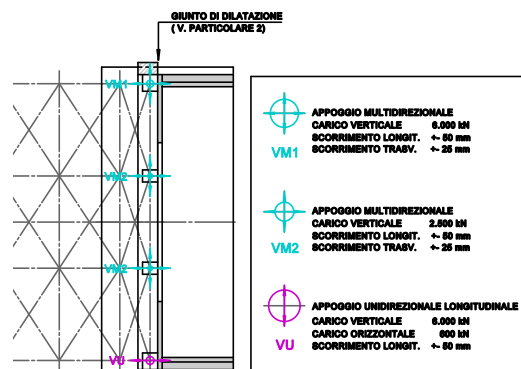 GIUNTO DI DILATAZIONE
( V. PARTICOLARE 2)
VM1
VM2
VM2
VU
APPOGGIO MULTIDIREZIONALE
CARICO VERTICALE 6.000 kN
SCORRIMENTO LONGIT. +- 50 mm
SCORRIMENTO TRASV. +- 25 mm
VM1
APPOGGIO MULTIDIREZIONALE
CARICO VERTICALE 2.500 kN
SCORRIMENTO LONGIT. +- 50 mm
SCORRIMENTO TRASV. +- 25 mm
VM2
APPOGGIO UNIDIREZIONALE LONGITUDINALE
CARICO VERTICALE 6.000 kN
CARICO ORIZZONTALE 600 kN
SCORRIMENTO LONGIT. +- 50 mm
VU